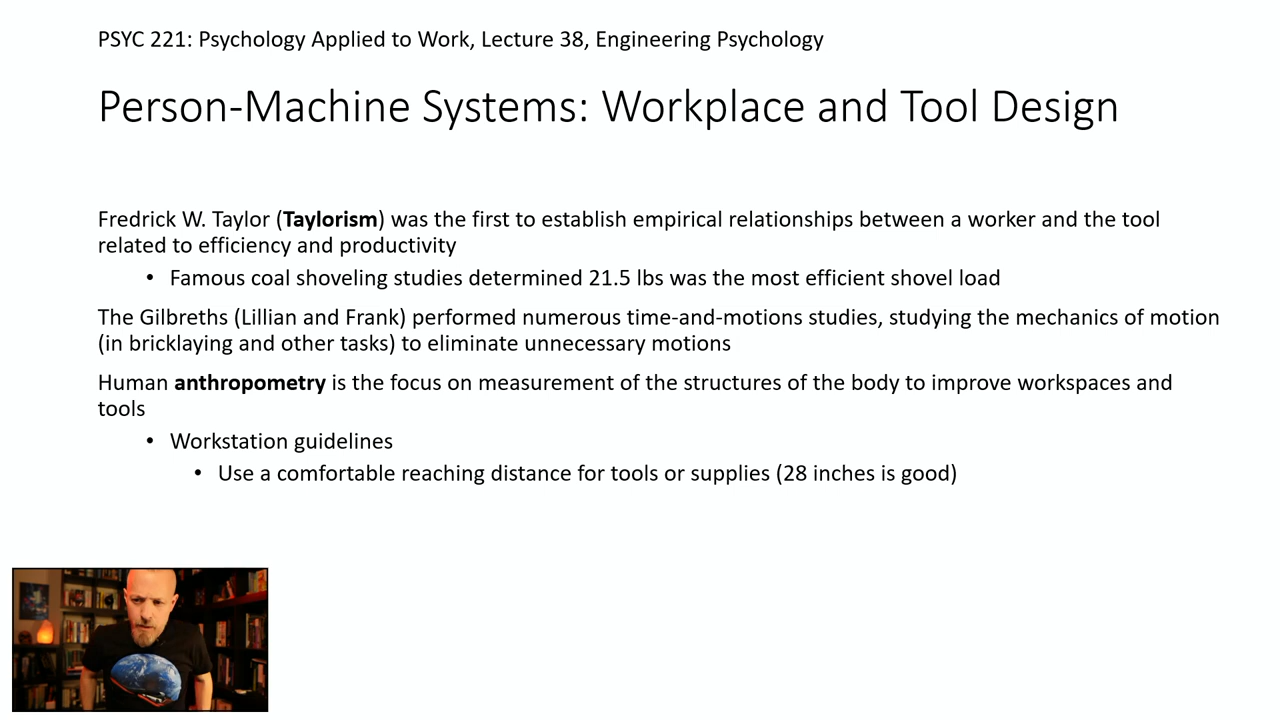 PSYC 221: Psychology Applied to Work, Lecture 38, Engineering Psychology
Person-Machine Systems: Workplace and Tool Design
Fredrick W. Taylor (Taylorism) was the first to establish empirical relationships between a worker and the tool
related to efficiency and productivity
• Famous coal shoveling studies determined 21.5 lbs was the most efficient shovel load
The Gilbreths (Lillian and Frank) performed numerous time-and-motions studies, studying the mechanics of motion
(in bricklaying and other tasks) to eliminate unnecessary motions
Human anthropometry is the focus on measurement of the structures of the body to improve workspaces and
tools
• Workstation guidelines
• Use a comfortable reaching distance for tools or supplies (28 inches is good)